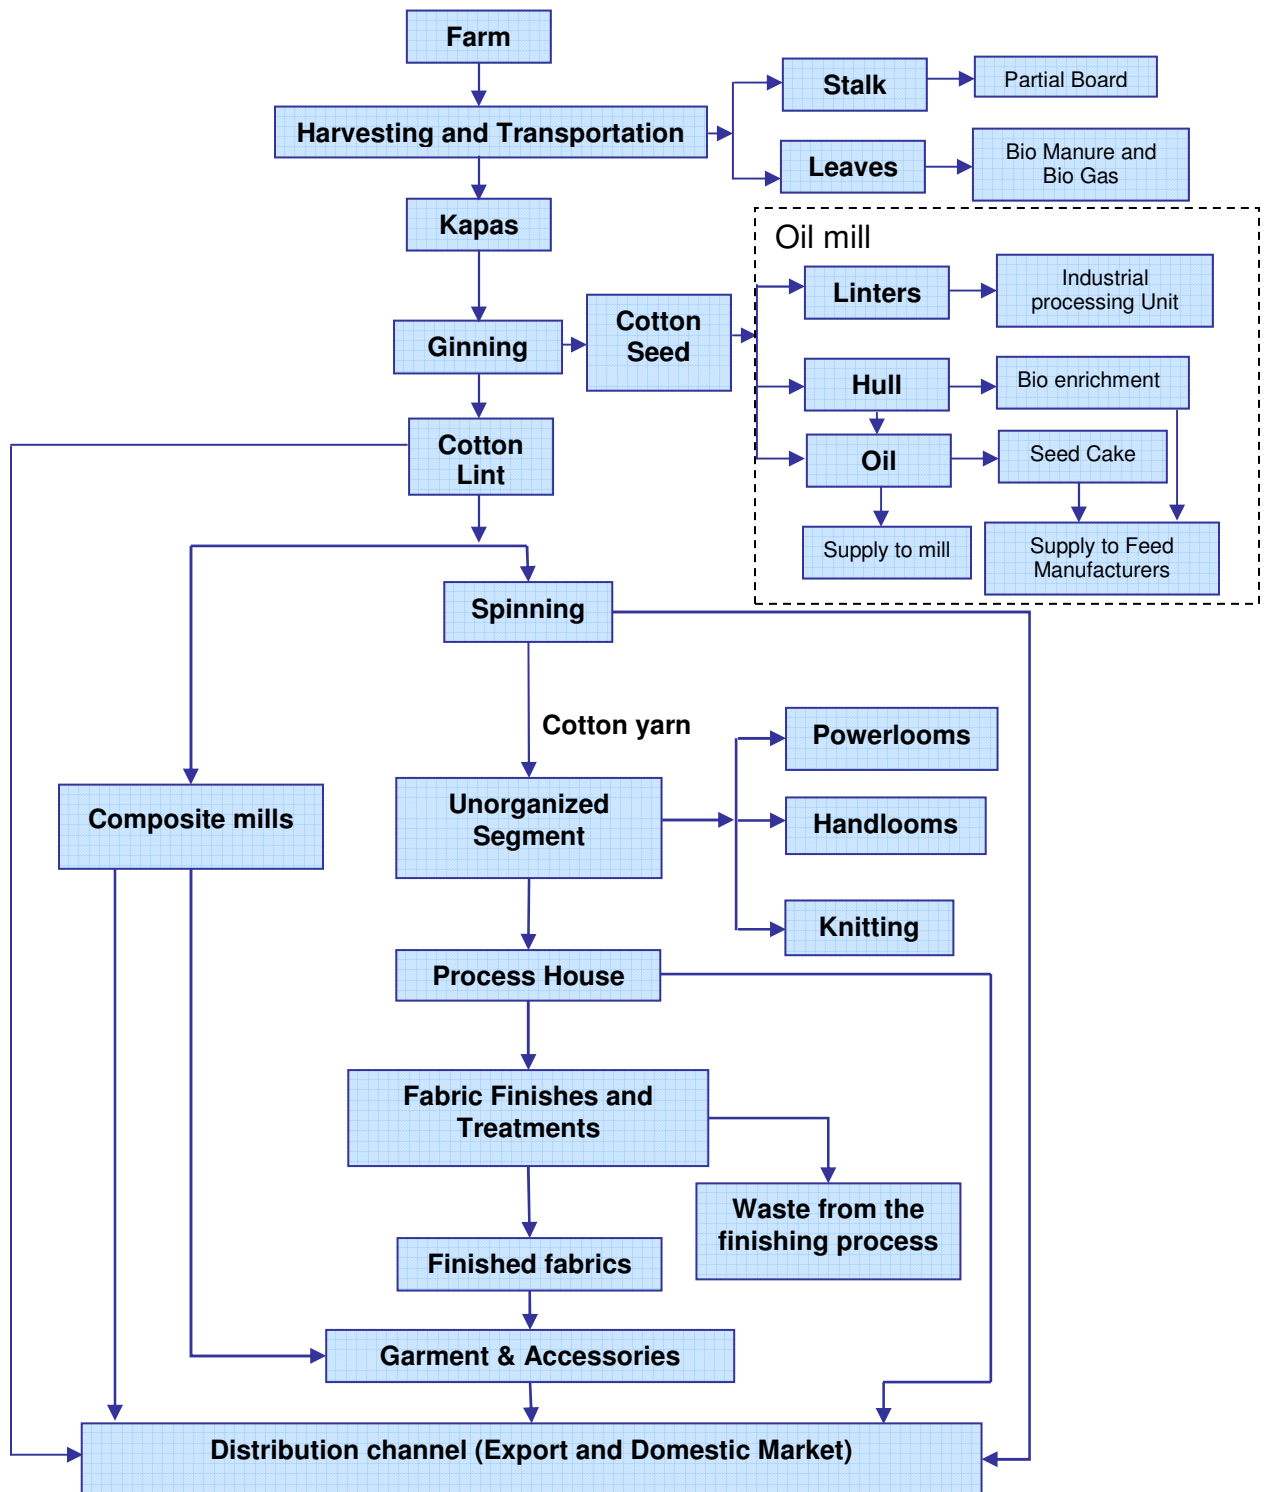 Farm
Harvesting and Transportation
Stalk
Partial Board
Leaves
Bio Manure and
Bio Gas
Kapas
Oil mill
Ginning
Cotton
Seed
Linters
Industrial
processing Unit
Hull
Bio enrichment
Oil
Seed Cake
Supply to mill
Supply to Feed
Manufacturers
Cotton
Lint
Spinning
Cotton yarn
Composite mills
Unorganized
Segment
Powerlooms
Handlooms
Knitting
Process House
Fabric Finishes and
Treatments
Waste from the
finishing process
Finished fabrics
Garment & Accessories
Distribution channel (Export and Domestic Market)